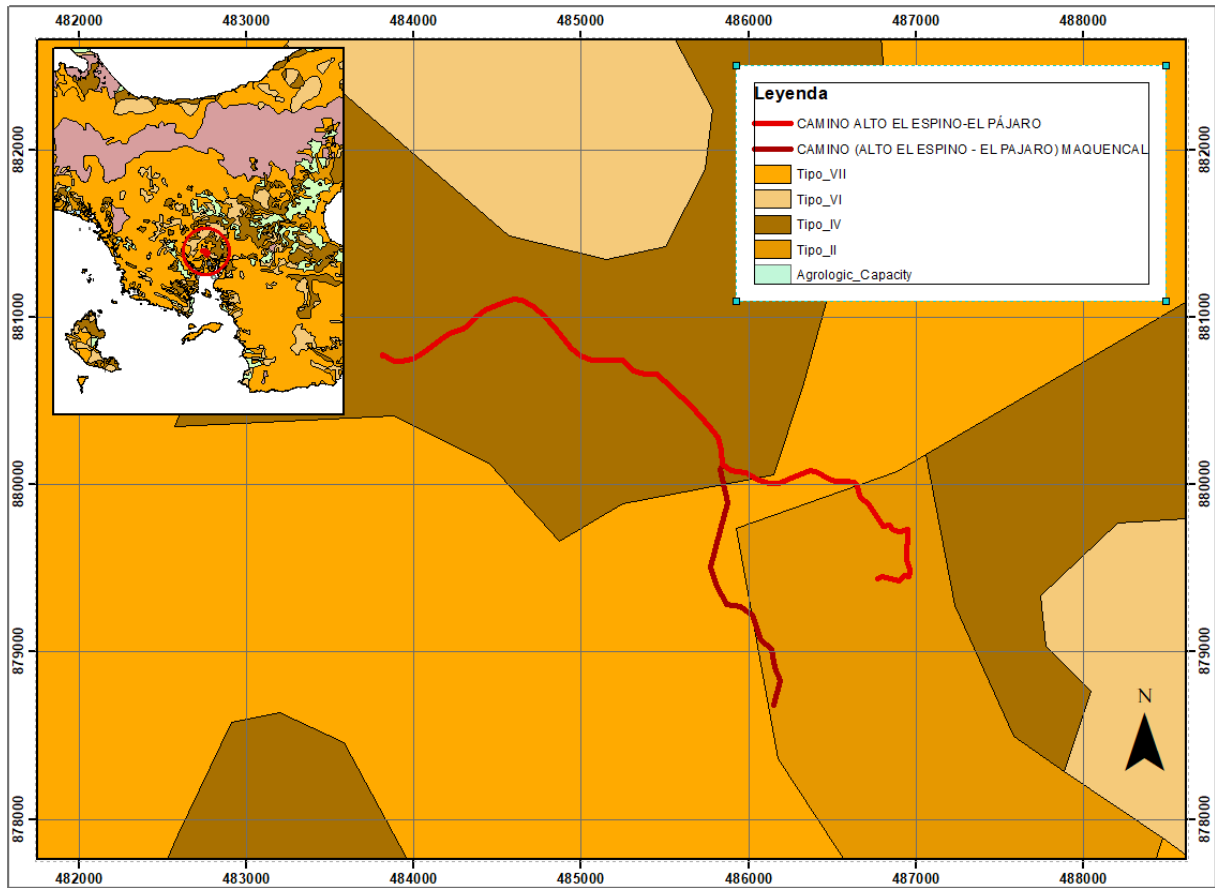 482000 483000 484000 485000 486000 487000 488000
882000 882000
881000 881000
880000 880000
879000 879000
878000 878000
Leyenda
CAMINO ALTO EL ESPINO-EL PÁJARO
CAMINO (ALTO EL ESPINO - EL PAJARO) MAQUENCAL
Tipo_VII
Tipo_VI
Tipo_IV
Tipo_II
Agrologic_Capacity
N
482000 483000 484000 485000 486000 487000 488000